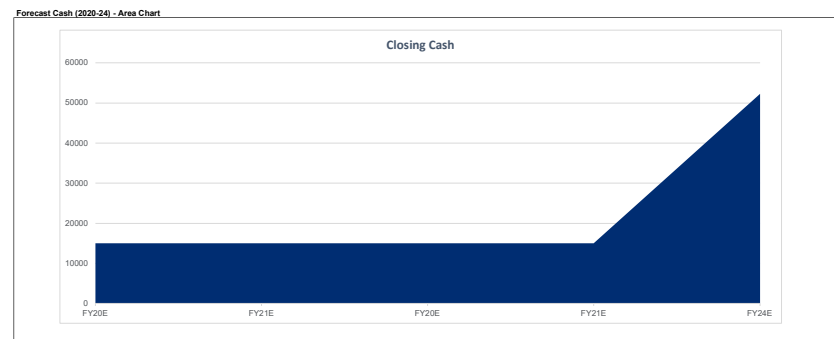 Forecast Cash (2020-24) - Area Chart
Closing Cash
60000
50000
40000
30000
20000
10000
0
FY20E FY21E FY20E FY21E FY24E